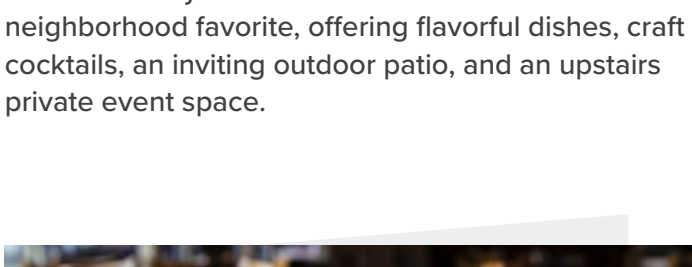 neighborhood favorite, offering flavorful dishes, craft
cocktails, an inviting outdoor patio, and an upstairs
private event space.